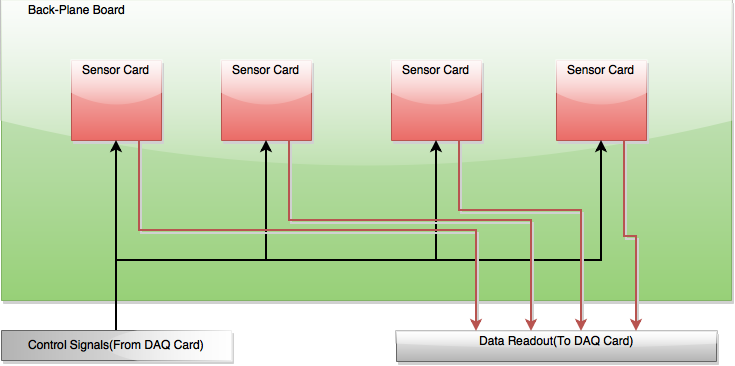 Back-Plane Board
Sensor Card
Sensor Card
Sensor Card
Sensor Card
Control Signals(From DAQ Card)
Data Readout(To DAQ Card)